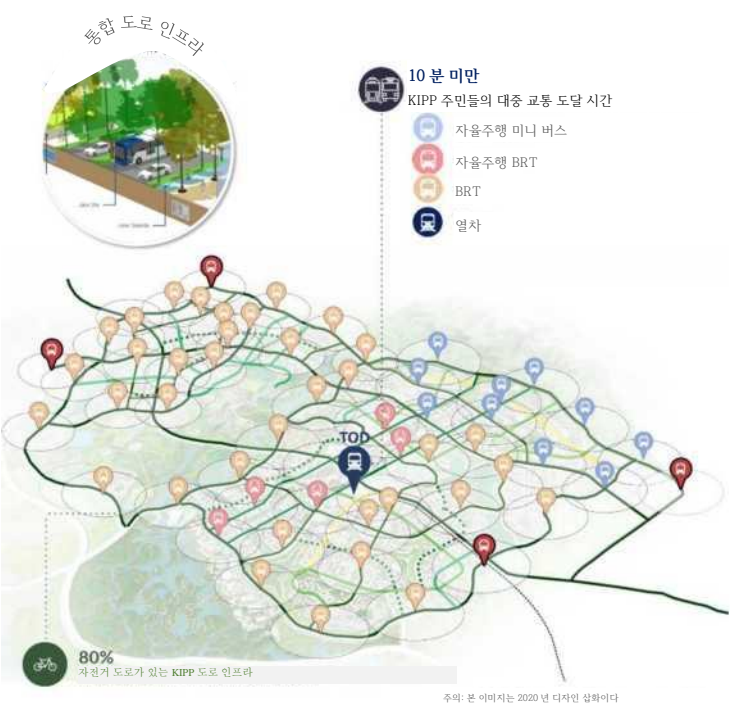 통합 도로 인프라
10 분 미만
KIPP 주민들의 대중 교통 도달 시간
자율주행 미니 버스
자율주행 BRT
BRT
열차
TOD
80%
자전거 도로가 있는 KIPP 도로 인프라
주의: 본 이미지는 2020 년 디자인 삽화이다